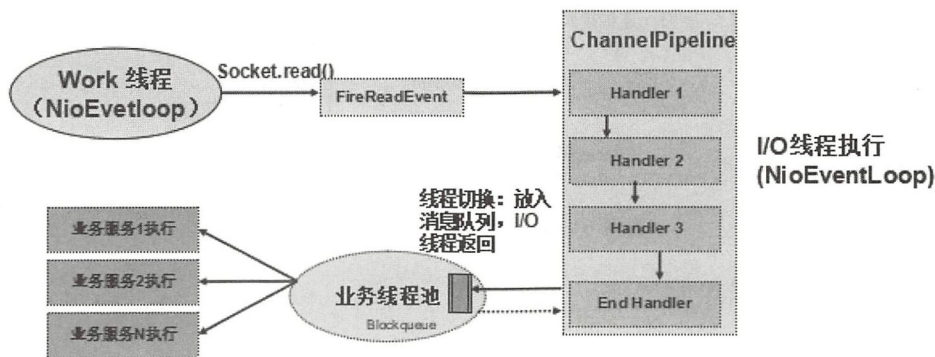 Work 线程
（NioEvetloop）
Socket.read()
FireReadEvent
ChannelPipeline
Handler 1
Handler 2
Handler 3
End Handler
I/O线程执行
(NioEventLoop)
线程切换：放入
消息队列，I/O
线程返回
业务服务1执行
业务服务2执行
业务服务N执行
业务线程池
Blockqueue